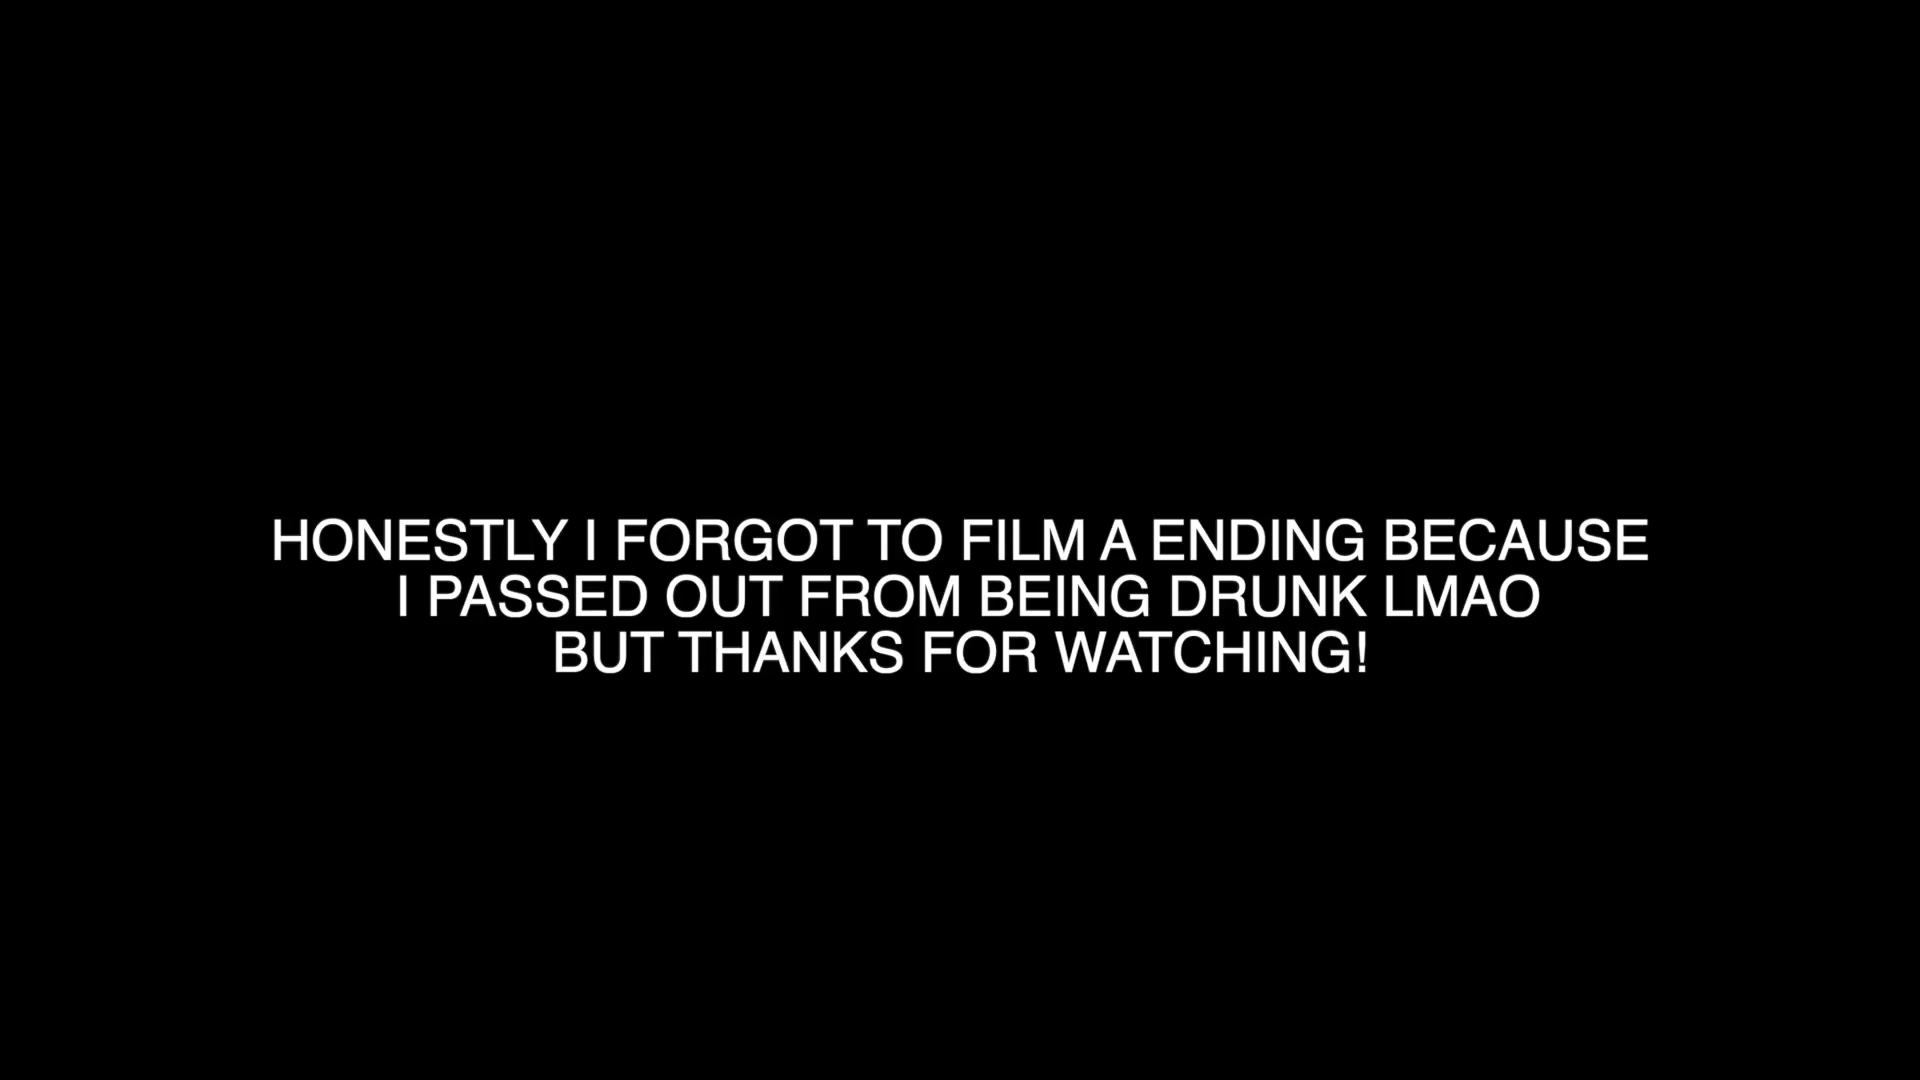 HONESTLY I FORGOT TO FILM A ENDING BECAUSE
I PASSED OUT FROM BEING DRUNK LMAO
BUT THANKS FOR WATCHING!